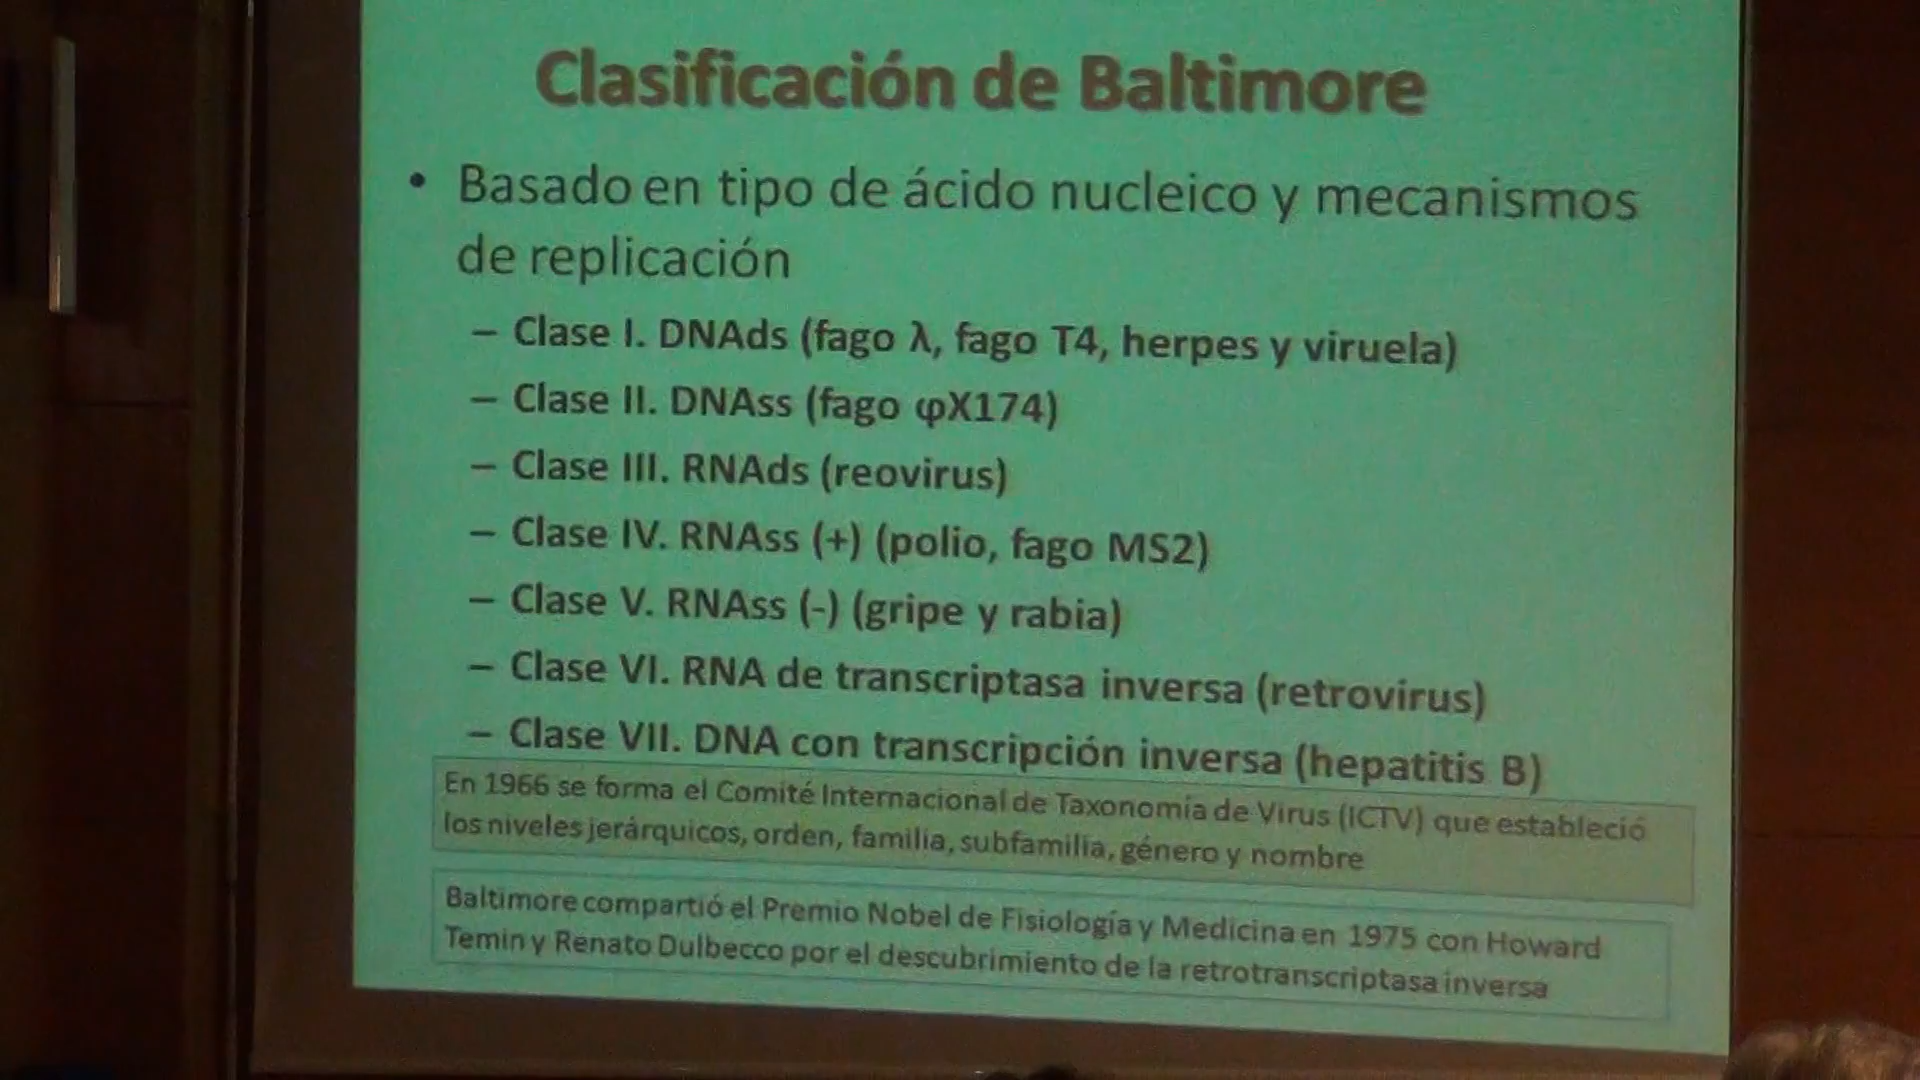 Clasificación de Baltimore
• Basado en tipo de ácido nucleico y mecanismos
de replicación
– Clase I. DNAds (fago λ, fago T4, herpes y viruela)
– Clase II. DNAss (fago φX174)
– Clase III. RNAds (reovirus)
– Clase IV. RNAss (+) (polio, fago MS2)
– Clase V. RNAss (-) (gripe y rabia)
– Clase VI. RNA de transcriptasa inversa (retrovirus)
– Clase VII. DNA con transcripción inversa (hepatitis B)
En 1966 se forma el Comité Internacional de Taxonomía de Virus (ICTV) que estableció
los niveles jerárquicos, orden, familia, subfamilia, género y nombre
Baltimore compartió el Premio Nobel de Fisiología y Medicina en 1975 con Howard
Temin y Renato Dulbecco por el descubrimiento de la retrotranscriptasa inversa